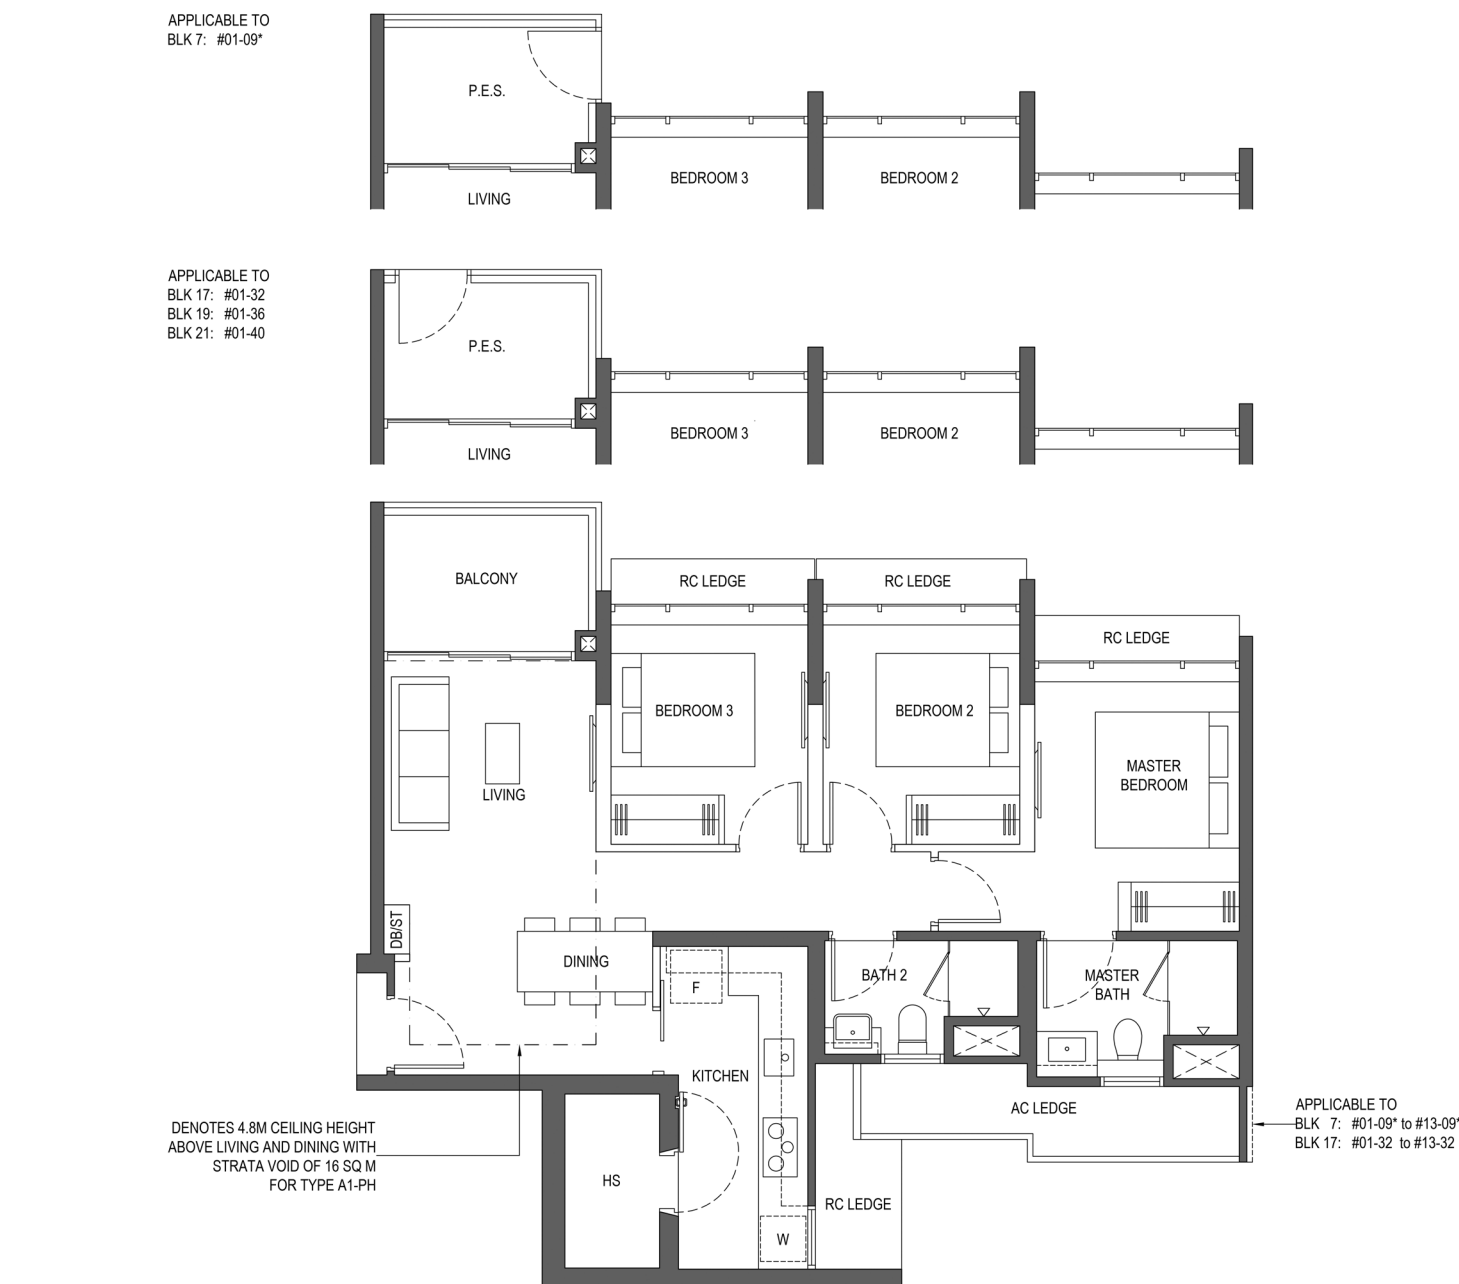 APPLICABLE TO
BLK 7: #01-09*
P.E.S.
BEDROOM 3
BEDROOM 2
LIVING
APPLICABLE TO
BLK 17: #01-32
BLK 19: #01-36
BLK 21: #01-40
P.E.S.
BEDROOM 3
BEDROOM 2
LIVING
BALCONY
RC LEDGE
RC LEDGE
RC LEDGE
BEDROOM 3
BEDROOM 2
MASTER
BEDROOM
LIVING
DB/ST
DINING
F
BATH 2
MASTER
BATH
KITCHEN
AC LEDGE
APPLICABLE TO
BLK 7: #01-09* to #13-09*
BLK 17: #01-32 to #13-32
DENOTES 4.8M CEILING HEIGHT
ABOVE LIVING AND DINING WITH
STRATA VOID OF 16 SQ M
FOR TYPE A1-PH
HS
RC LEDGE
W